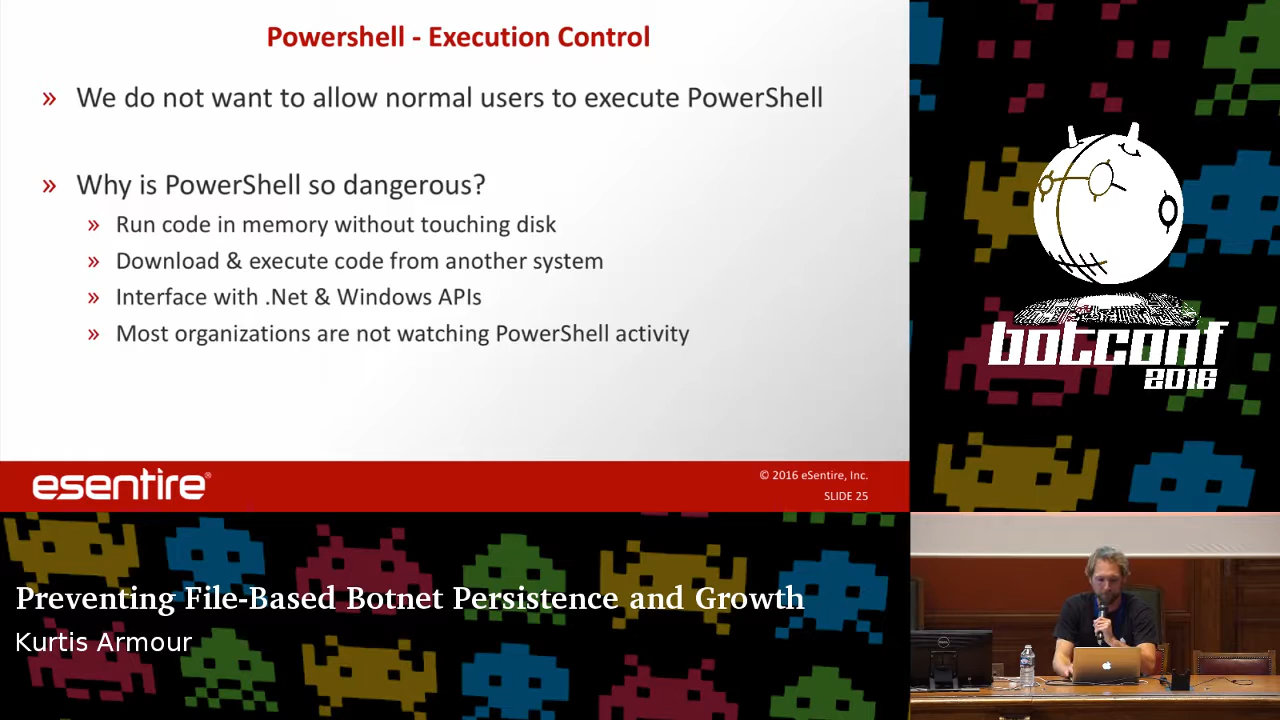 Powershell - Execution Control
» We do not want to allow normal users to execute PowerShell
» Why is PowerShell so dangerous?
» Run code in memory without touching disk
» Download & execute code from another system
» Interface with .Net & Windows APIs
» Most organizations are not watching PowerShell activity
esentire®
© 2016 eSentire, Inc.
SLIDE 25
botconf
2016
Preventing File-Based Botnet Persistence and Growth
Kurtis Armour
DELL